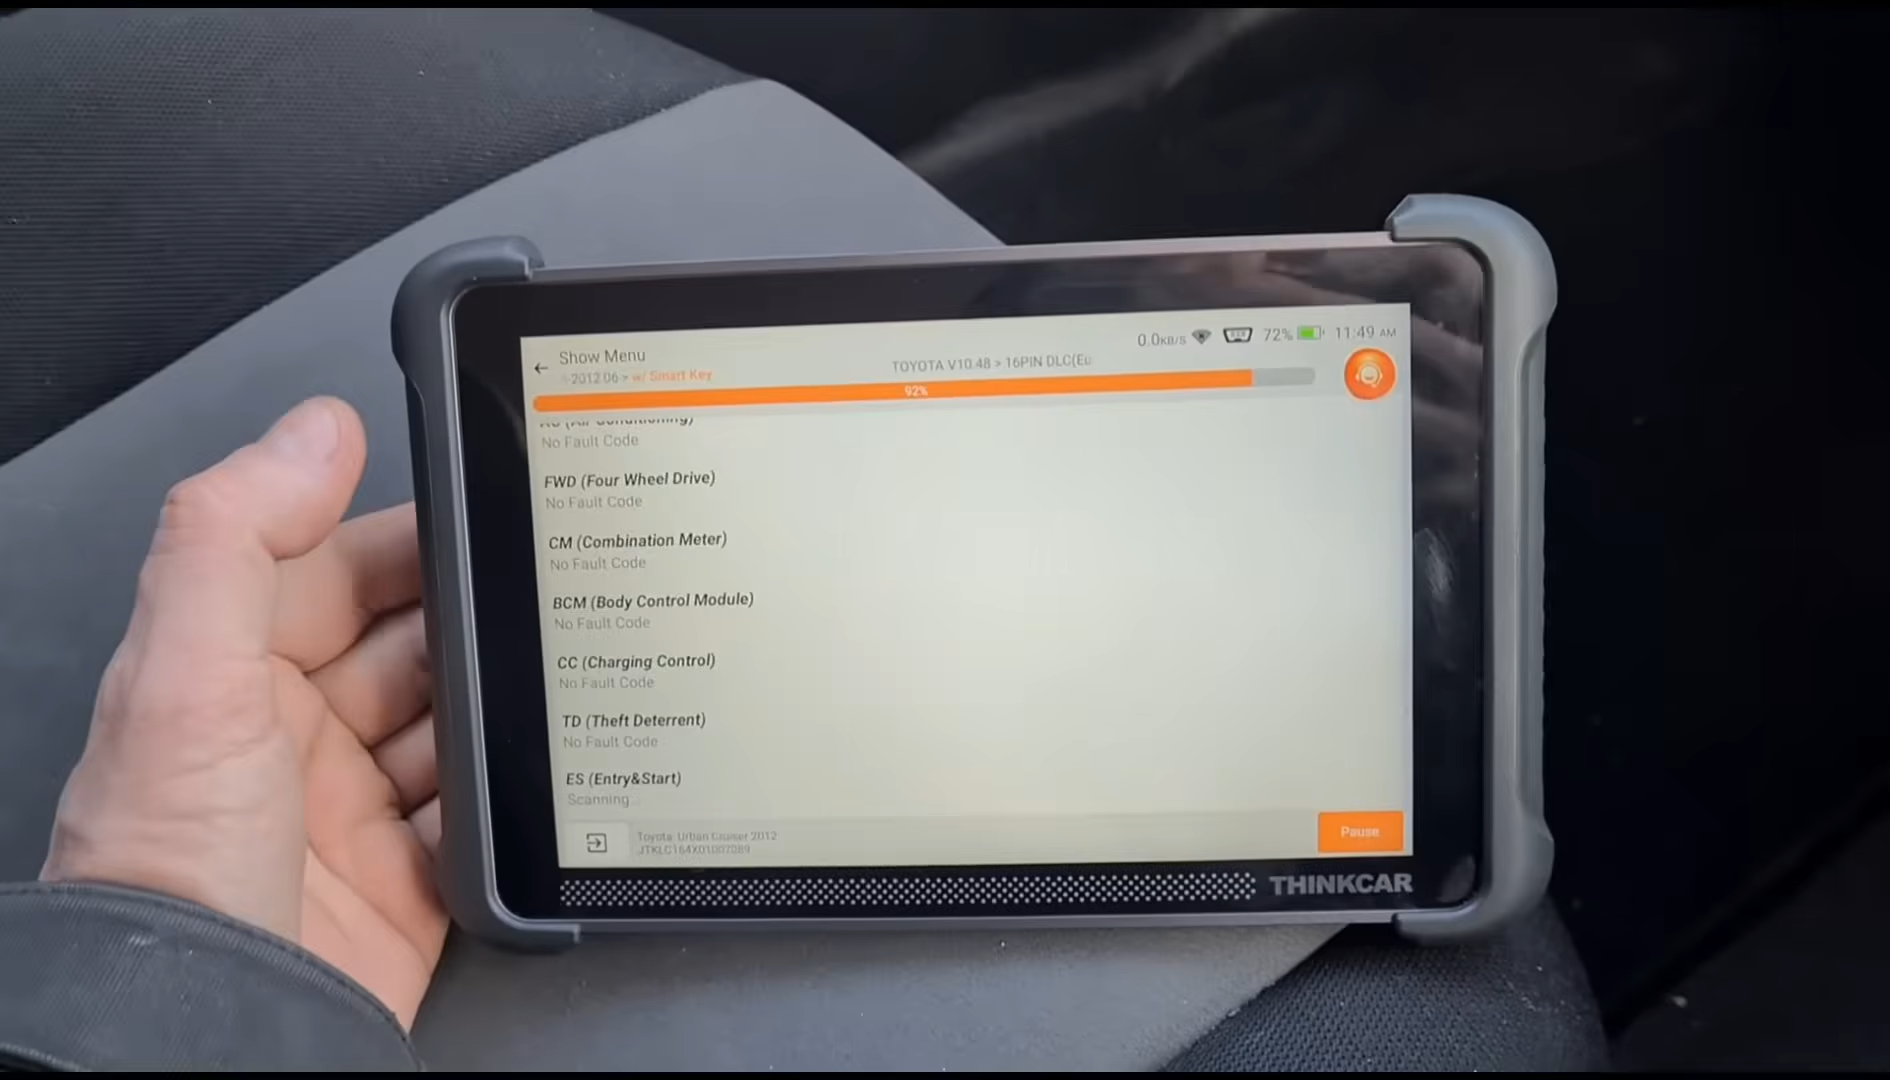 0.0KB/S 72% 11:49 AM
Show Menu
TOYOTA V10.48 > 16PIN DLC(Eu
-2012.06 > w/ Smart Key
92%
No Fault Code
FWD (Four Wheel Drive)
No Fault Code
CM (Combination Meter)
No Fault Code
BCM (Body Control Module)
No Fault Code
CC (Charging Control)
No Fault Code
TD (Theft Deterrent)
No Fault Code
ES (Entry&Start)
Scanning...
Toyota Urban Cruiser 2012
Pause
THINKCAR